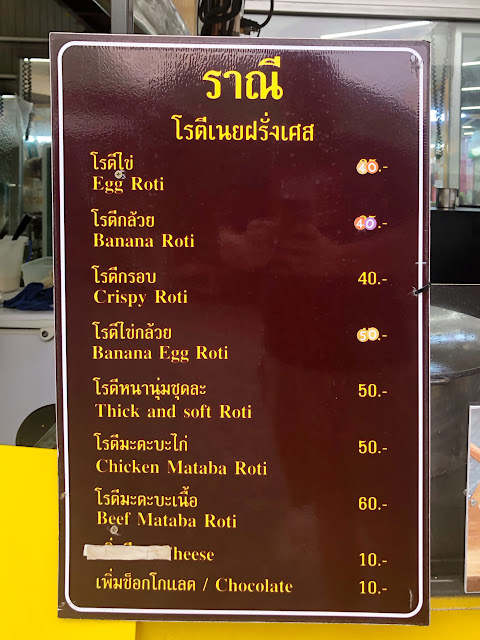 ราณี
โรตีเนยฝรั่งเศส
โรตีไข่ 40.-
Egg Roti
โรตีกล้วย 40.-
Banana Roti
โรตีกรอบ 40.-
Crispy Roti
โรตีไข่กล้วย 50.-
Banana Egg Roti
โรตีหนานุ่มชุดละ 50.-
Thick and soft Roti
โรตีมะตะบะไก่ 50.-
Chicken Mataba Roti
โรตีมะตะบะเนื้อ 60.-
Beef Mataba Roti
heese 10.-
เพิ่มช็อกโกแลต / Chocolate 10.-